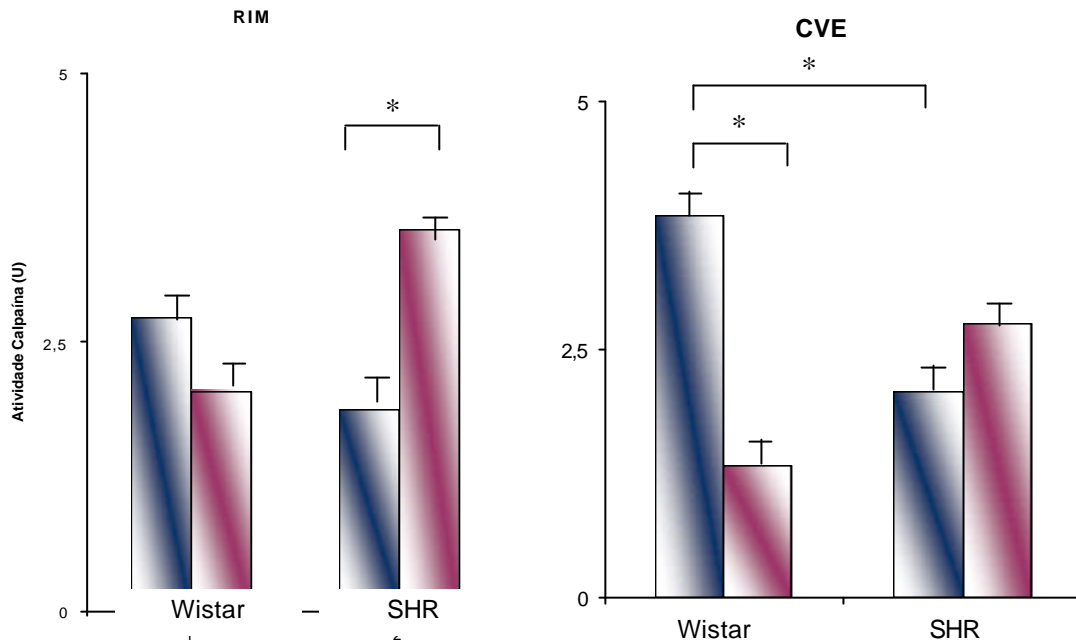 RIM
5
*
Atividade Calpaína (U)
2,5
0
Wistar
SHR
CVE
*
5
*
2,5
0
Wistar
SHR